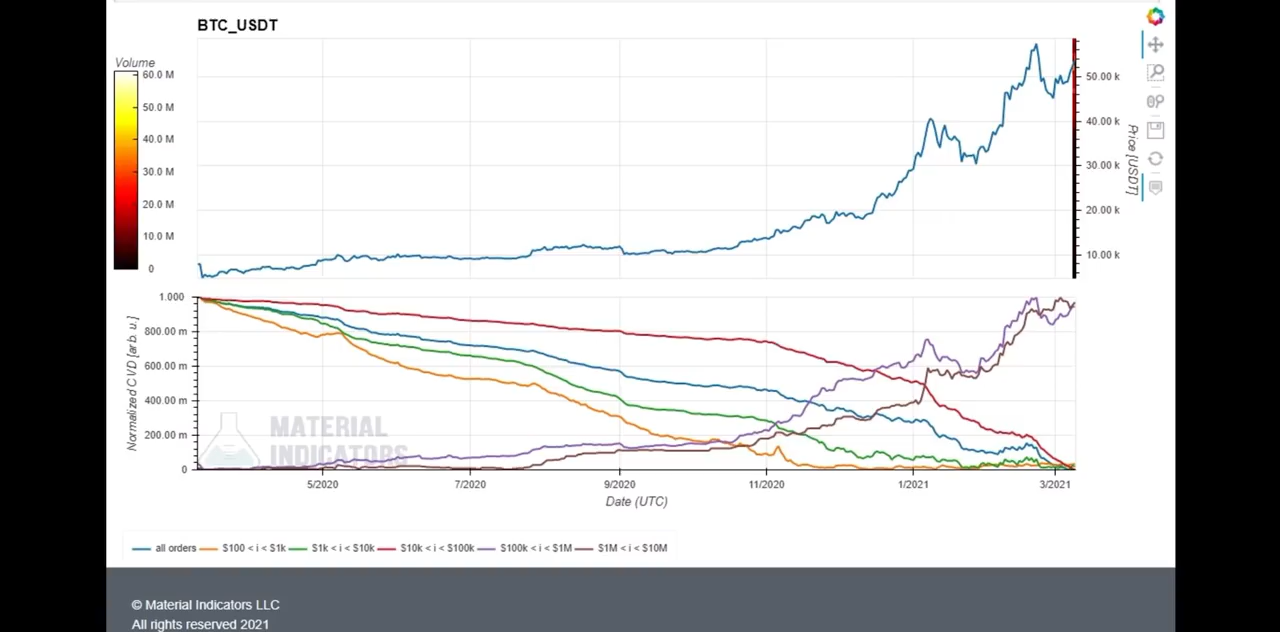 BTC_USDT
Volume
60.0 M
50.0 M
40.0 M
30.0 M
20.0 M
10.0 M
0
50.00 k
40.00 k
30.00 k
20.00 k
10.00 k
Price [USDT]
1.000
800.00 m
600.00 m
400.00 m
200.00 m
0
Normalized CVD [arb. u.]
MATERIAL
INDICATORS
5/2020 7/2020 9/2020 11/2020 1/2021 3/2021
Date (UTC)
all orders $100 < i < $1k $1k < i < $10k $10k < i < $100k $100k < i < $1M $1M < i < $10M
© Material Indicators LLC
All rights reserved 2021